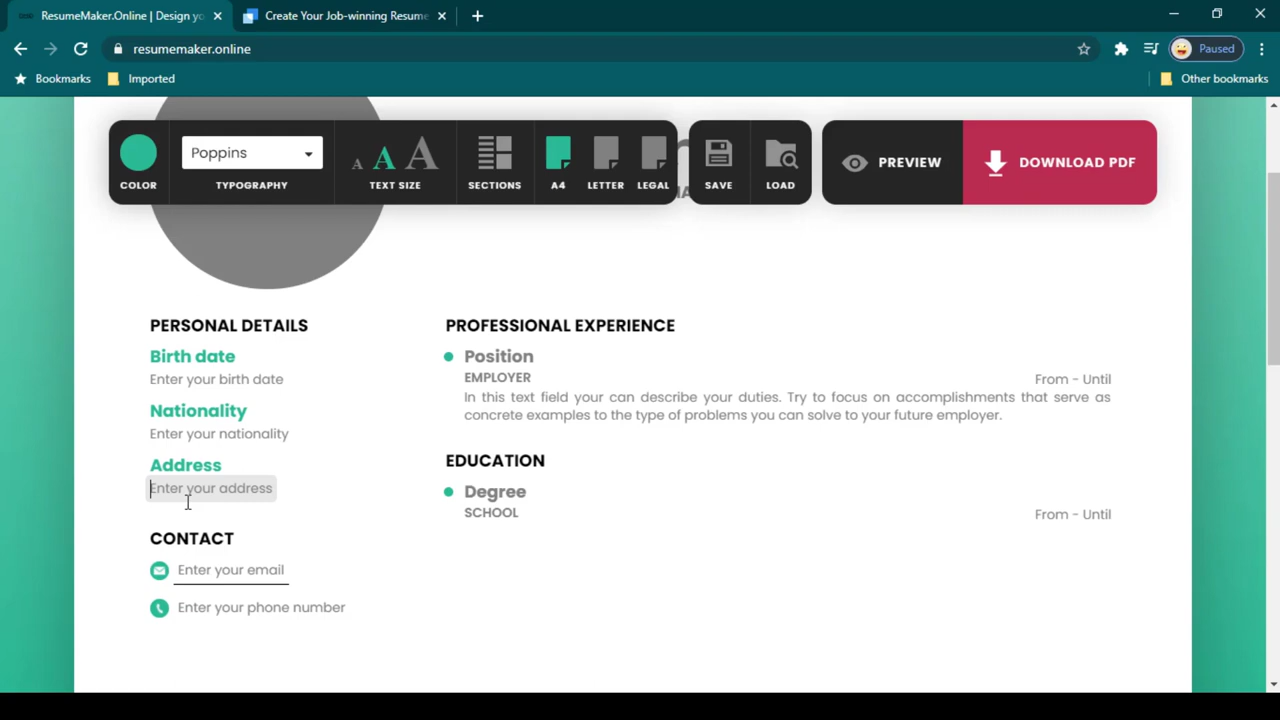 ResumeMaker.Online | Design yo
Create Your Job-winning Resume
resumemaker.online
Paused
Bookmarks
Imported
Other bookmarks
COLOR
Poppins
TYPOGRAPHY
A A A
TEXT SIZE
SECTIONS
A4
LETTER
LEGAL
SAVE
LOAD
PREVIEW
DOWNLOAD PDF
PERSONAL DETAILS
Birth date
Enter your birth date
Nationality
Enter your nationality
Address
Enter your address
CONTACT
Enter your email
Enter your phone number
PROFESSIONAL EXPERIENCE
Position
EMPLOYER
From - Until
In this text field your can describe your duties. Try to focus on accomplishments that serve as
concrete examples to the type of problems you can solve to your future employer.
EDUCATION
Degree
SCHOOL
From - Until